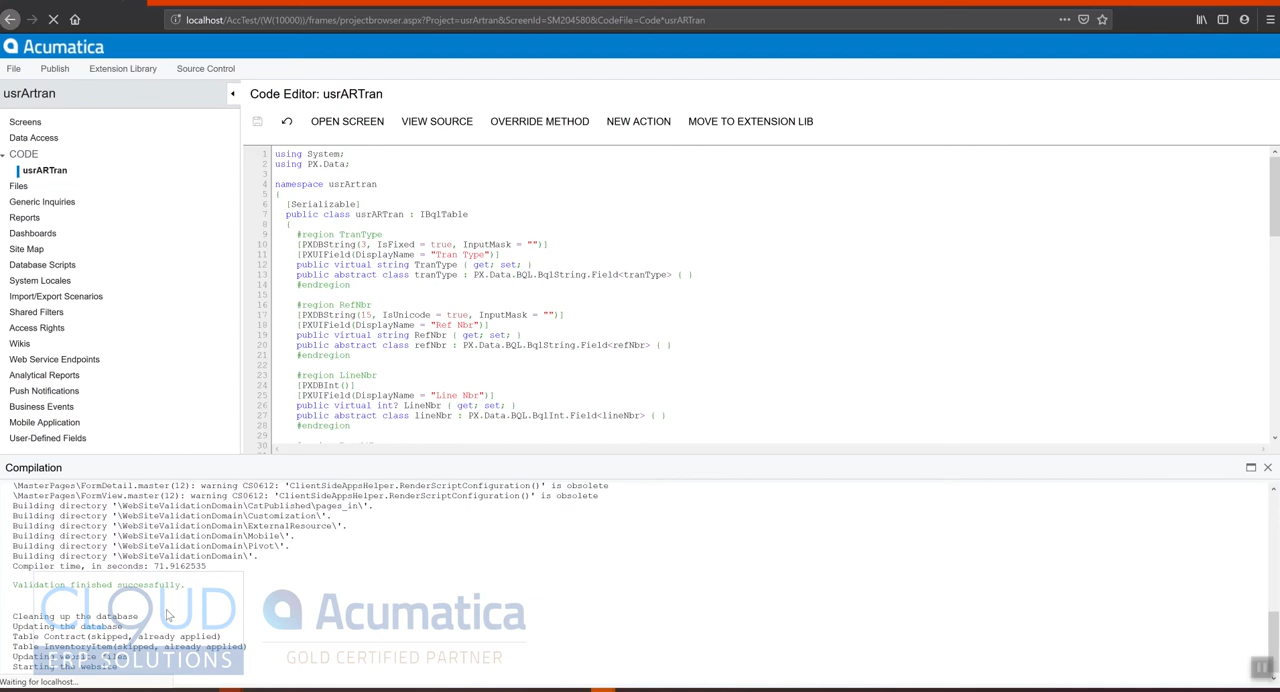 localhost/AccTest/(W(10000))/frames/projectbrowser.aspx?Project=usrArtran&ScreenId=SM204580&CodeFile=Code^usrARTran
Acumatica
File Publish Extension Library Source Control
usrArtran
Screens
Data Access
CODE
usrARTran
Files
Generic Inquiries
Reports
Dashboards
Site Map
Database Scripts
System Locales
Import/Export Scenarios
Shared Filters
Access Rights
Wikis
Web Service Endpoints
Analytical Reports
Push Notifications
Business Events
Mobile Application
User-Defined Fields
Code Editor: usrARTran
OPEN SCREEN VIEW SOURCE OVERRIDE METHOD NEW ACTION MOVE TO EXTENSION LIB
1 using System;
2 using PX.Data;
3
4 namespace usrArtran
5 {
6 [Serializable]
7 public class usrARTran : IBqlTable
8 {
9 #region TranType
10 [PXDBString(3, IsFixed = true, InputMask = "")]
11 [PXUIField(DisplayName = "Tran Type")]
12 public virtual string TranType { get; set; }
13 public abstract class tranType : PX.Data.BQL.BqlString.Field<tranType> { }
14 #endregion
15
16 #region RefNbr
17 [PXDBString(15, IsUnicode = true, InputMask = "")]
18 [PXUIField(DisplayName = "Ref Nbr")]
19 public virtual string RefNbr { get; set; }
20 public abstract class refNbr : PX.Data.BQL.BqlString.Field<refNbr> { }
21 #endregion
22
23 #region LineNbr
24 [PXDBInt()]
25 [PXUIField(DisplayName = "Line Nbr")]
26 public virtual int? LineNbr { get; set; }
27 public abstract class lineNbr : PX.Data.BQL.BqlInt.Field<lineNbr> { }
28 #endregion
29
30
Compilation
\MasterPages\FormDetail.master(12): warning CS0612: 'ClientSideAppsHelper.RenderScriptConfiguration()' is obsolete
\MasterPages\FormView.master(12): warning CS0612: 'ClientSideAppsHelper.RenderScriptConfiguration()' is obsolete
Building directory '\WebSiteValidationDomain\CstPublished\pages_in\'.
Building directory '\WebSiteValidationDomain\Customization\'.
Building directory '\WebSiteValidationDomain\ExternalResource\'.
Building directory '\WebSiteValidationDomain\Mobile\'.
Building directory '\WebSiteValidationDomain\Pivot\'.
Building directory '\WebSiteValidationDomain\'.
Compiler time, in seconds: 71.9162535
Validation finished successfully.
Cleaning up the database
Updating the database
Table Contract(skipped, already applied)
Table InventoryItem(skipped, already applied)
Updating website files
Starting the website
Waiting for localhost...
CL9UD
ERP SOLUTIONS
Acumatica
GOLD CERTIFIED PARTNER